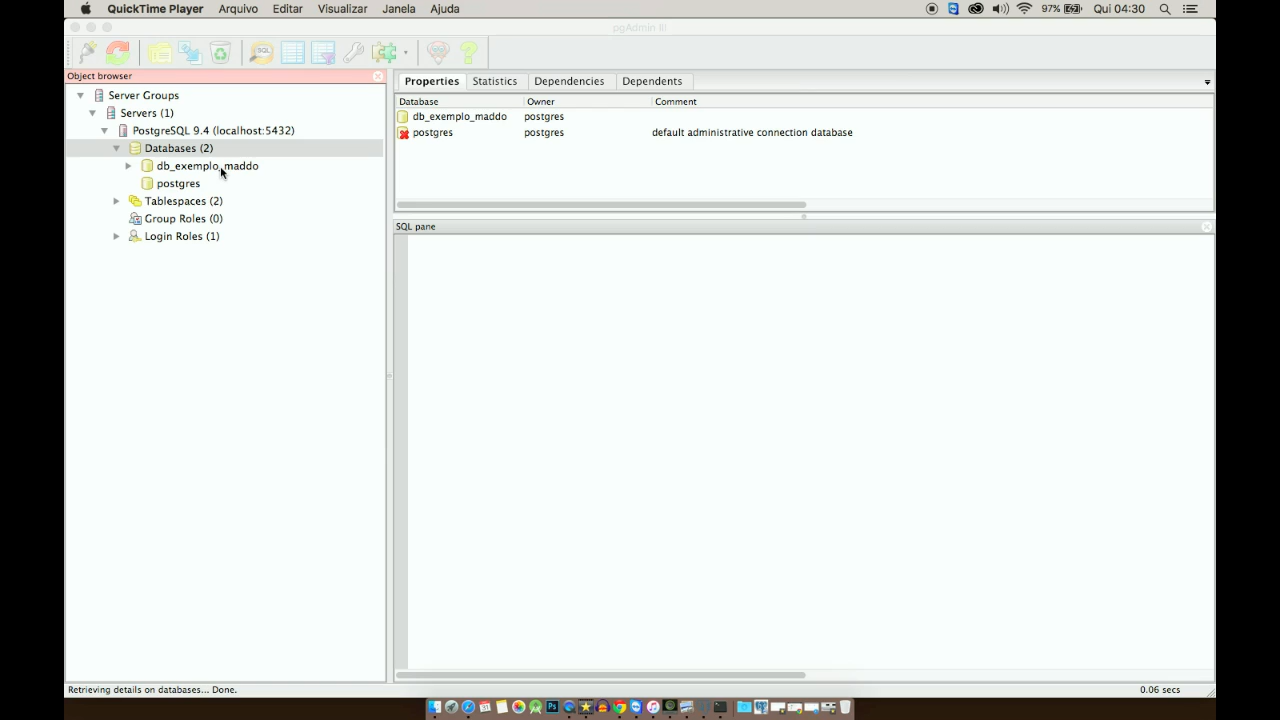 QuickTime Player Arquivo Editar Visualizar Janela Ajuda 97% Qui 04:30
pgAdmin III
SQL
Object browser
Server Groups
Servers (1)
PostgreSQL 9.4 (localhost:5432)
Databases (2)
db_exemplo_maddo
postgres
Tablespaces (2)
Group Roles (0)
Login Roles (1)
Properties Statistics Dependencies Dependents
Database Owner Comment
db_exemplo_maddo postgres
postgres postgres default administrative connection database
SQL pane
Retrieving details on databases... Done. 0.06 secs
Ps